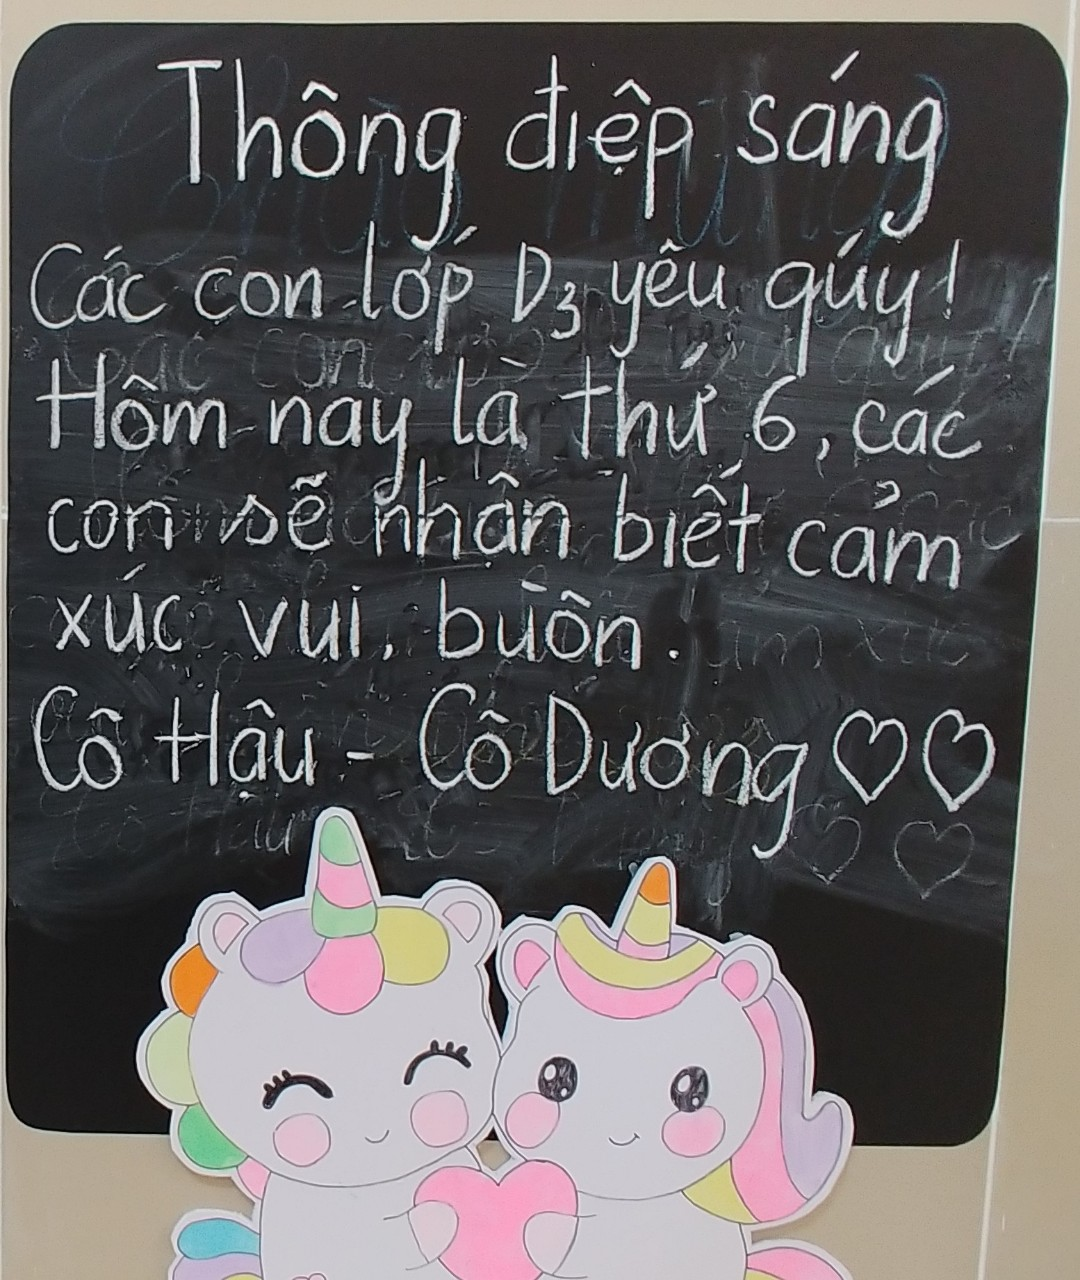 Thông điệp sáng
Các con lớp D3 yêu qúy!
Hôm nay là thứ 6, các
con sẽ nhận biết cảm
xúc vui, buồn.
Cô Hậu - Cô Dương ♡♡